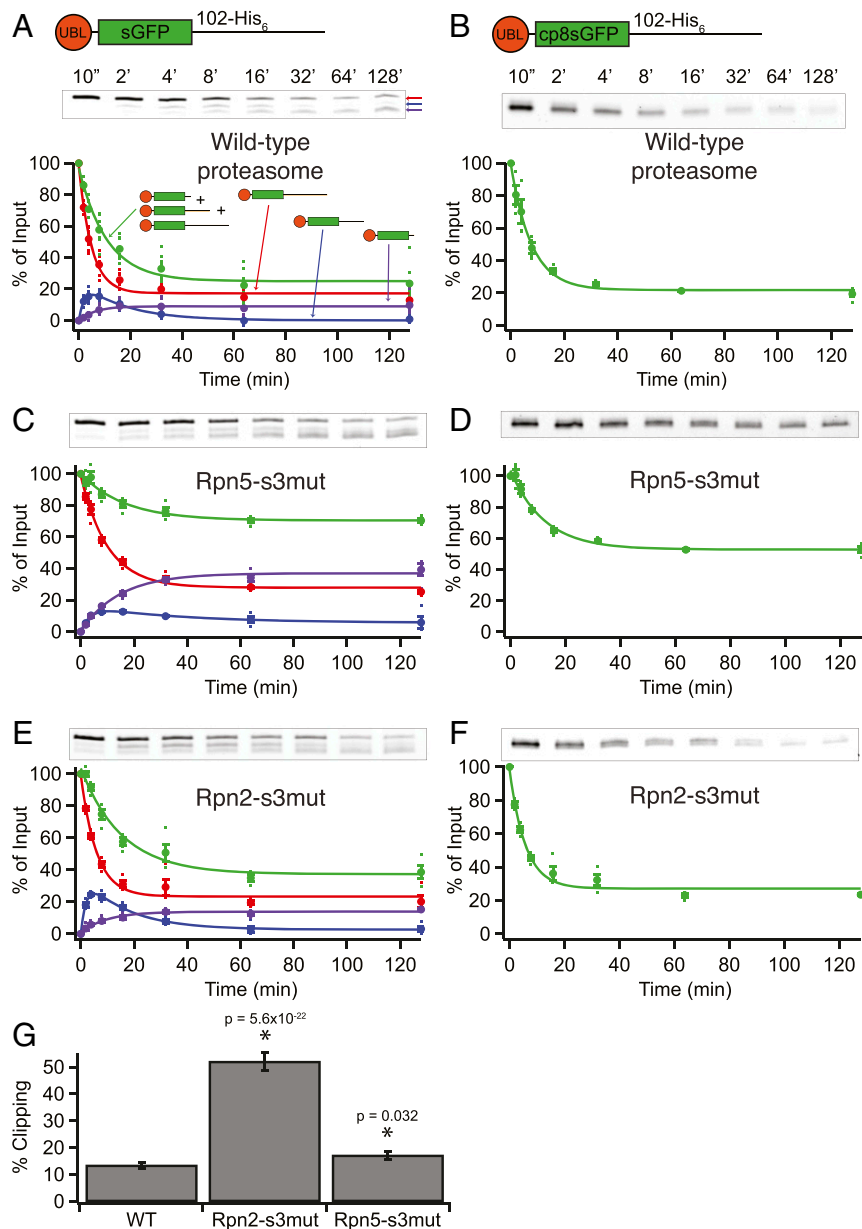 A
UBL
sGFP
102-His6
10” 2’ 4’ 8’ 16’ 32’ 64’ 128’
Wild-type
proteasome
+
+
% of Input
100
80
60
40
20
0
0 20 40 60 80 100 120
Time (min)
B
UBL
cp8sGFP
102-His6
10” 2’ 4’ 8’ 16’ 32’ 64’ 128’
Wild-type
proteasome
% of Input
100
80
60
40
20
0
0 20 40 60 80 100 120
Time (min)
C
Rpn5-s3mut
% of Input
100
80
60
40
20
0
0 20 40 60 80 100 120
Time (min)
D
Rpn5-s3mut
% of Input
100
80
60
40
20
0
0 20 40 60 80 100 120
Time (min)
E
Rpn2-s3mut
% of Input
100
80
60
40
20
0
0 20 40 60 80 100 120
Time (min)
F
Rpn2-s3mut
% of Input
100
80
60
40
20
0
0 20 40 60 80 100 120
Time (min)
G
p = 5.6x10-22
*
p = 0.032
*
% Clipping
50
40
30
20
10
0
WT Rpn2-s3mut Rpn5-s3mut